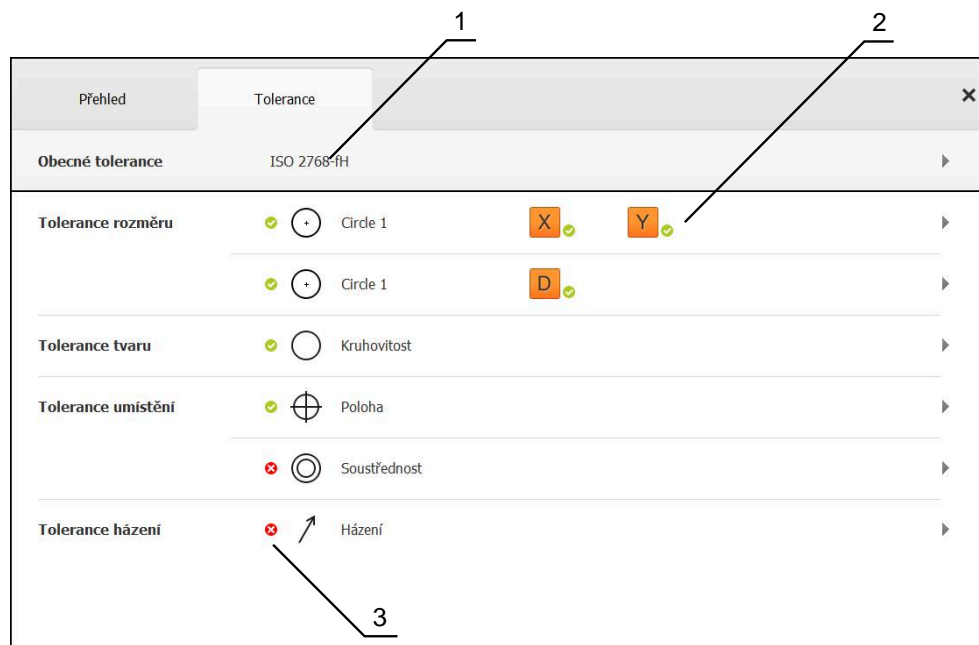 1
2
Přehled
Tolerance
Obecné tolerance
ISO 2768-fH
Tolerance rozměru
Circle 1
X
Y
Circle 1
D
Tolerance tvaru
Kruhovitost
Tolerance umístění
Poloha
Soustřednost
Tolerance házení
Házení
3